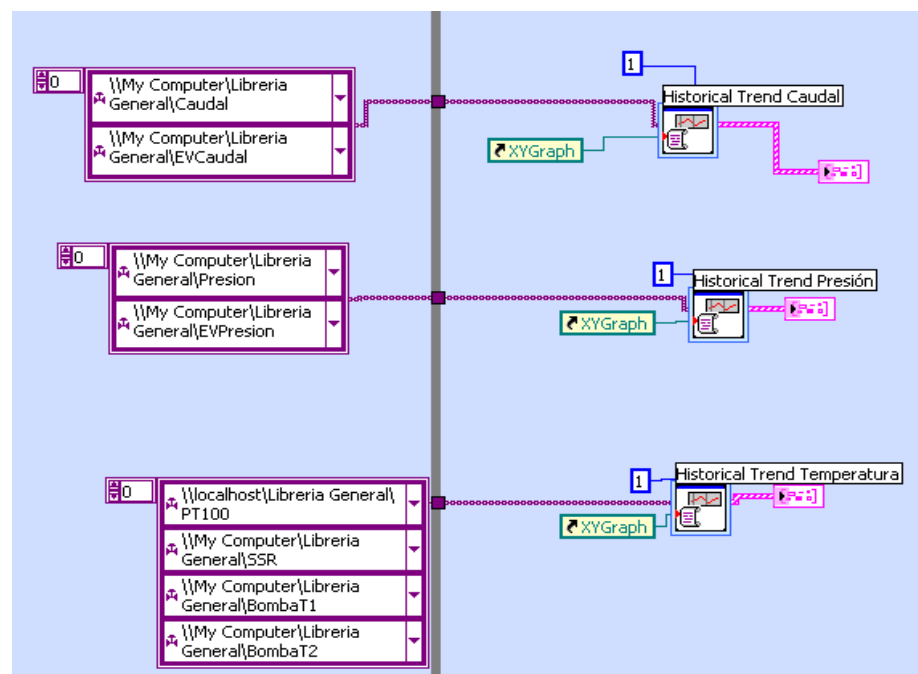 0
\\My Computer\Libreria
General\Caudal
\\My Computer\Libreria
General\EVCaudal
1
Historical Trend Caudal
XYGraph
0
\\My Computer\Libreria
General\Presion
\\My Computer\Libreria
General\EVPresion
1
Historical Trend Presión
XYGraph
0
\\localhost\Libreria General\
PT100
\\My Computer\Libreria
General\SSR
\\My Computer\Libreria
General\BombaT1
\\My Computer\Libreria
General\BombaT2
1
Historical Trend Temperatura
XYGraph